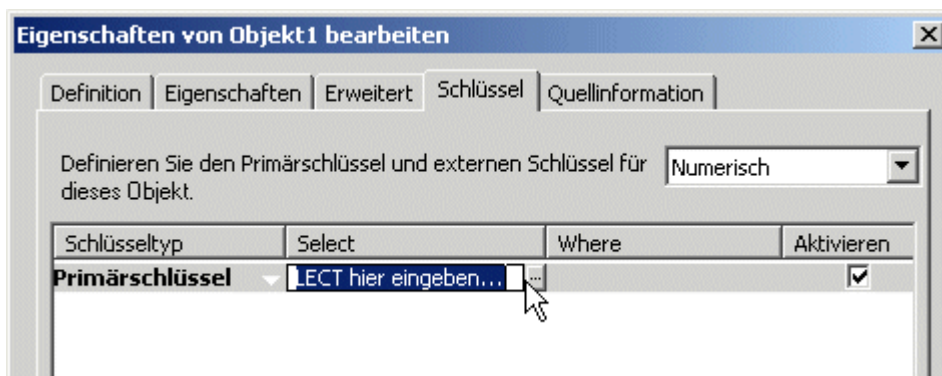 Eigenschaften von Objekt1 bearbeiten
Definition Eigenschaften Erweitert Schlüssel Quellinformation
Definieren Sie den Primärschlüssel und externen Schlüssel für Numerisch
dieses Objekt.
Schlüsseltyp Select Where Aktivieren
Primärschlüssel LECT hier eingeben... ...